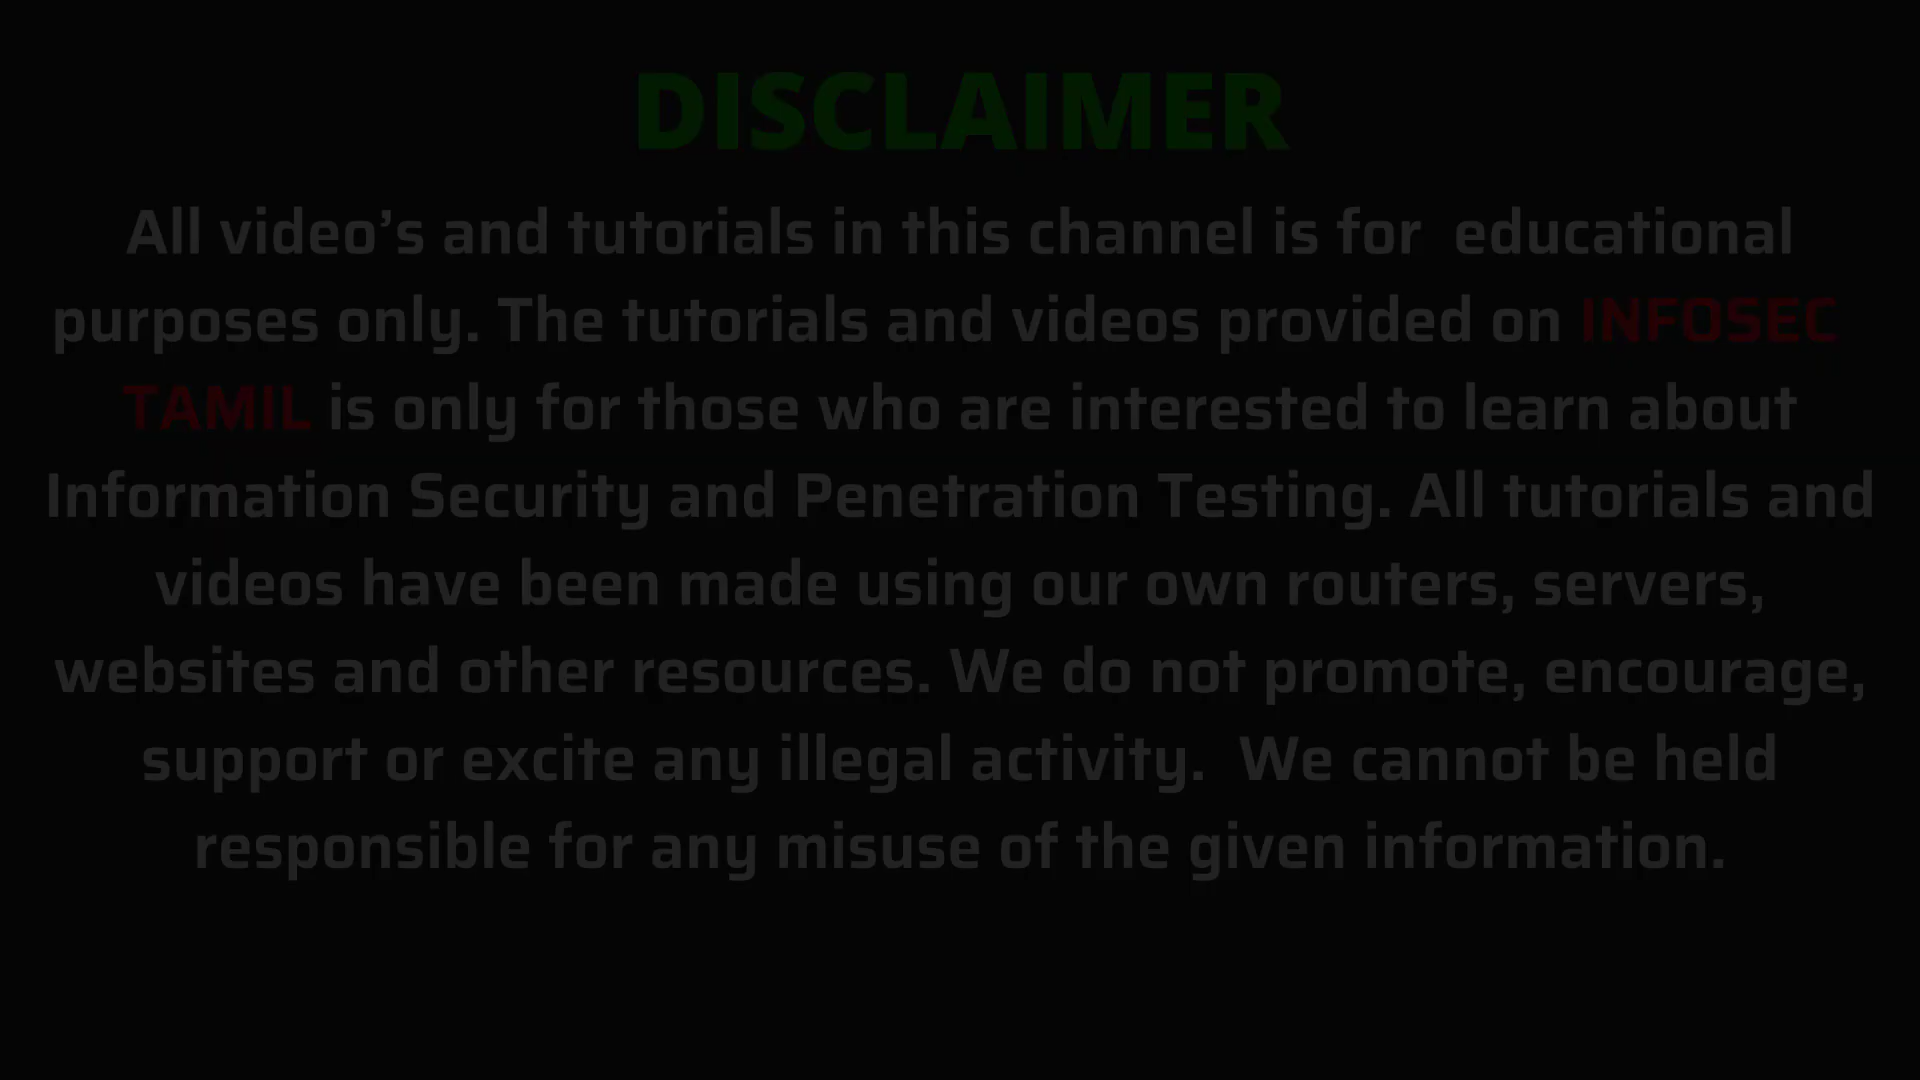 DISCLAIMER
All video’s and tutorials in this channel is for  educational
purposes only. The tutorials and videos provided on INFOSEC
TAMIL is only for those who are interested to learn about
Information Security and Penetration Testing. All tutorials and
videos have been made using our own routers, servers,
websites and other resources. We do not promote, encourage,
support or excite any illegal activity.  We cannot be held
responsible for any misuse of the given information.